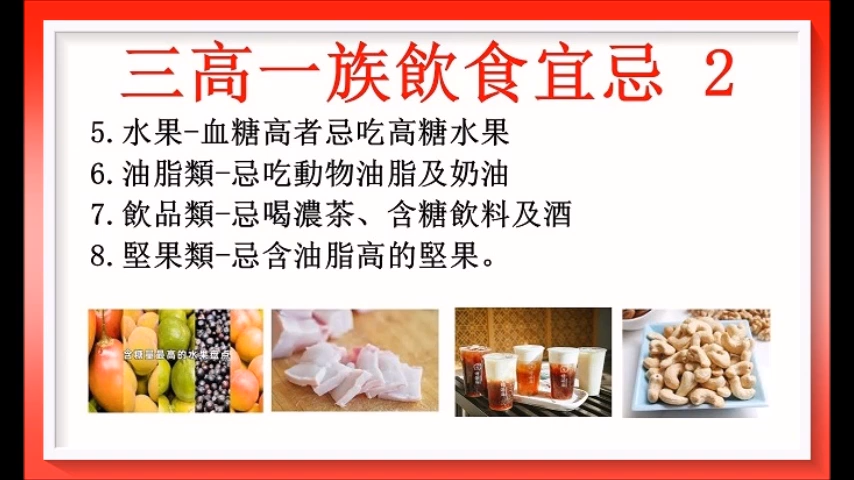 三高一族飲食宜忌 2
5.水果-血糖高者忌吃高糖水果
6.油脂類-忌吃動物油脂及奶油
7.飲品類-忌喝濃茶、含糖飲料及酒
8.堅果類-忌含油脂高的堅果。
含糖量最高的水果盘点